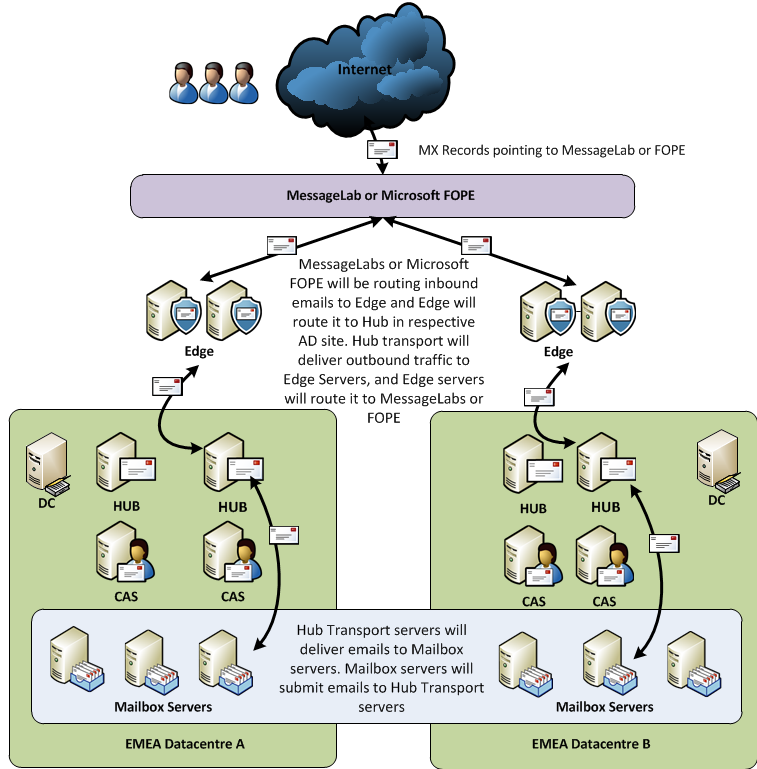 Internet
MX Records pointing to MessageLab or FOPE
MessageLab or Microsoft FOPE
MessageLabs or Microsoft
FOPE will be routing inbound
emails to Edge and Edge will
route it to Hub in respective
AD site. Hub transport will
deliver outbound traffic to
Edge Servers, and Edge servers
will route it to MessageLabs or
FOPE
Edge
Edge
DC
HUB
HUB
CAS
CAS
HUB
HUB
DC
CAS
CAS
Hub Transport servers will
deliver emails to Mailbox
servers. Mailbox servers will
submit emails to Hub Transport
servers
Mailbox Servers
Mailbox Servers
EMEA Datacentre A
EMEA Datacentre B